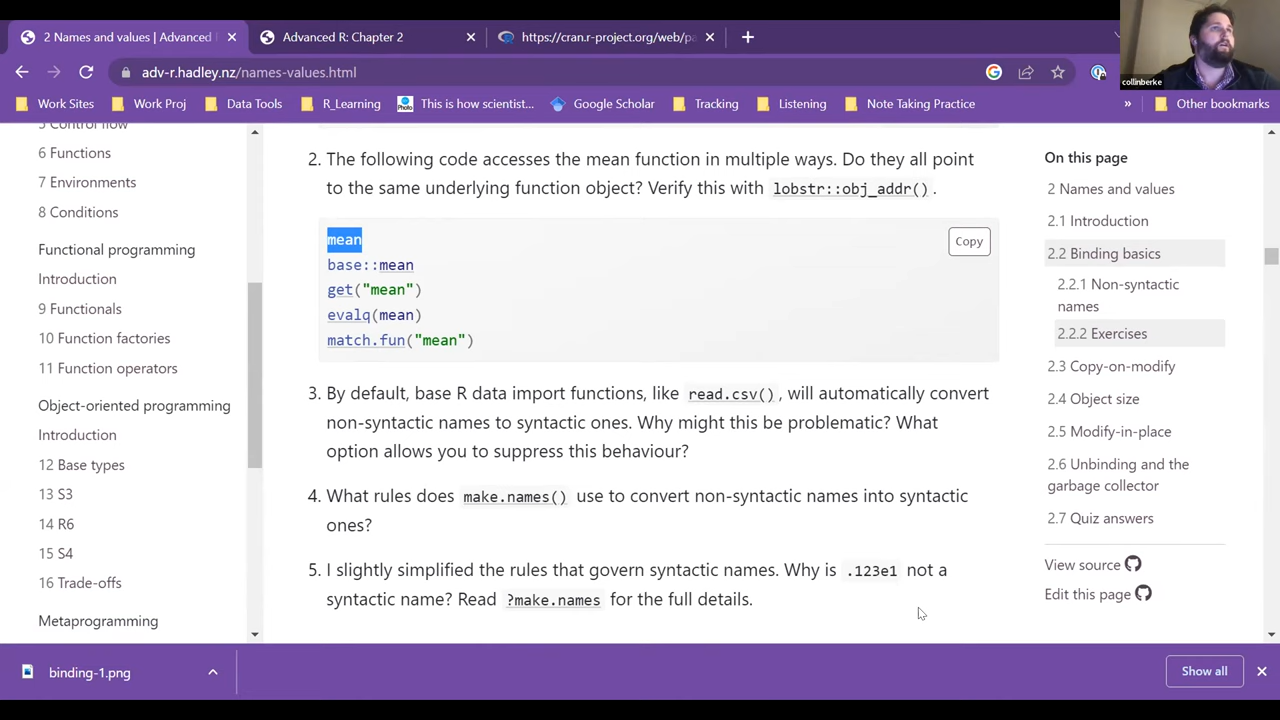 2 Names and values | Advanced
Advanced R: Chapter 2
https://cran.r-project.org/web/pa
adv-r.hadley.nz/names-values.html
collinberke
Work Sites
Work Proj
Data Tools
R_Learning
This is how scientist...
Google Scholar
Tracking
Listening
Note Taking Practice
»
Other bookmarks
5 Control flow
6 Functions
7 Environments
8 Conditions
Functional programming
Introduction
9 Functionals
10 Function factories
11 Function operators
Object-oriented programming
Introduction
12 Base types
13 S3
14 R6
15 S4
16 Trade-offs
Metaprogramming
2. The following code accesses the mean function in multiple ways. Do they all point
to the same underlying function object? Verify this with lobstr::obj_addr().
mean
Copy
base::mean
get("mean")
evalq(mean)
match.fun("mean")
3. By default, base R data import functions, like read.csv(), will automatically convert
non-syntactic names to syntactic ones. Why might this be problematic? What
option allows you to suppress this behaviour?
4. What rules does make.names() use to convert non-syntactic names into syntactic
ones?
5. I slightly simplified the rules that govern syntactic names. Why is .123e1 not a
syntactic name? Read ?make.names for the full details.
On this page
2 Names and values
2.1 Introduction
2.2 Binding basics
2.2.1 Non-syntactic
names
2.2.2 Exercises
2.3 Copy-on-modify
2.4 Object size
2.5 Modify-in-place
2.6 Unbinding and the
garbage collector
2.7 Quiz answers
View source
Edit this page
binding-1.png
Show all